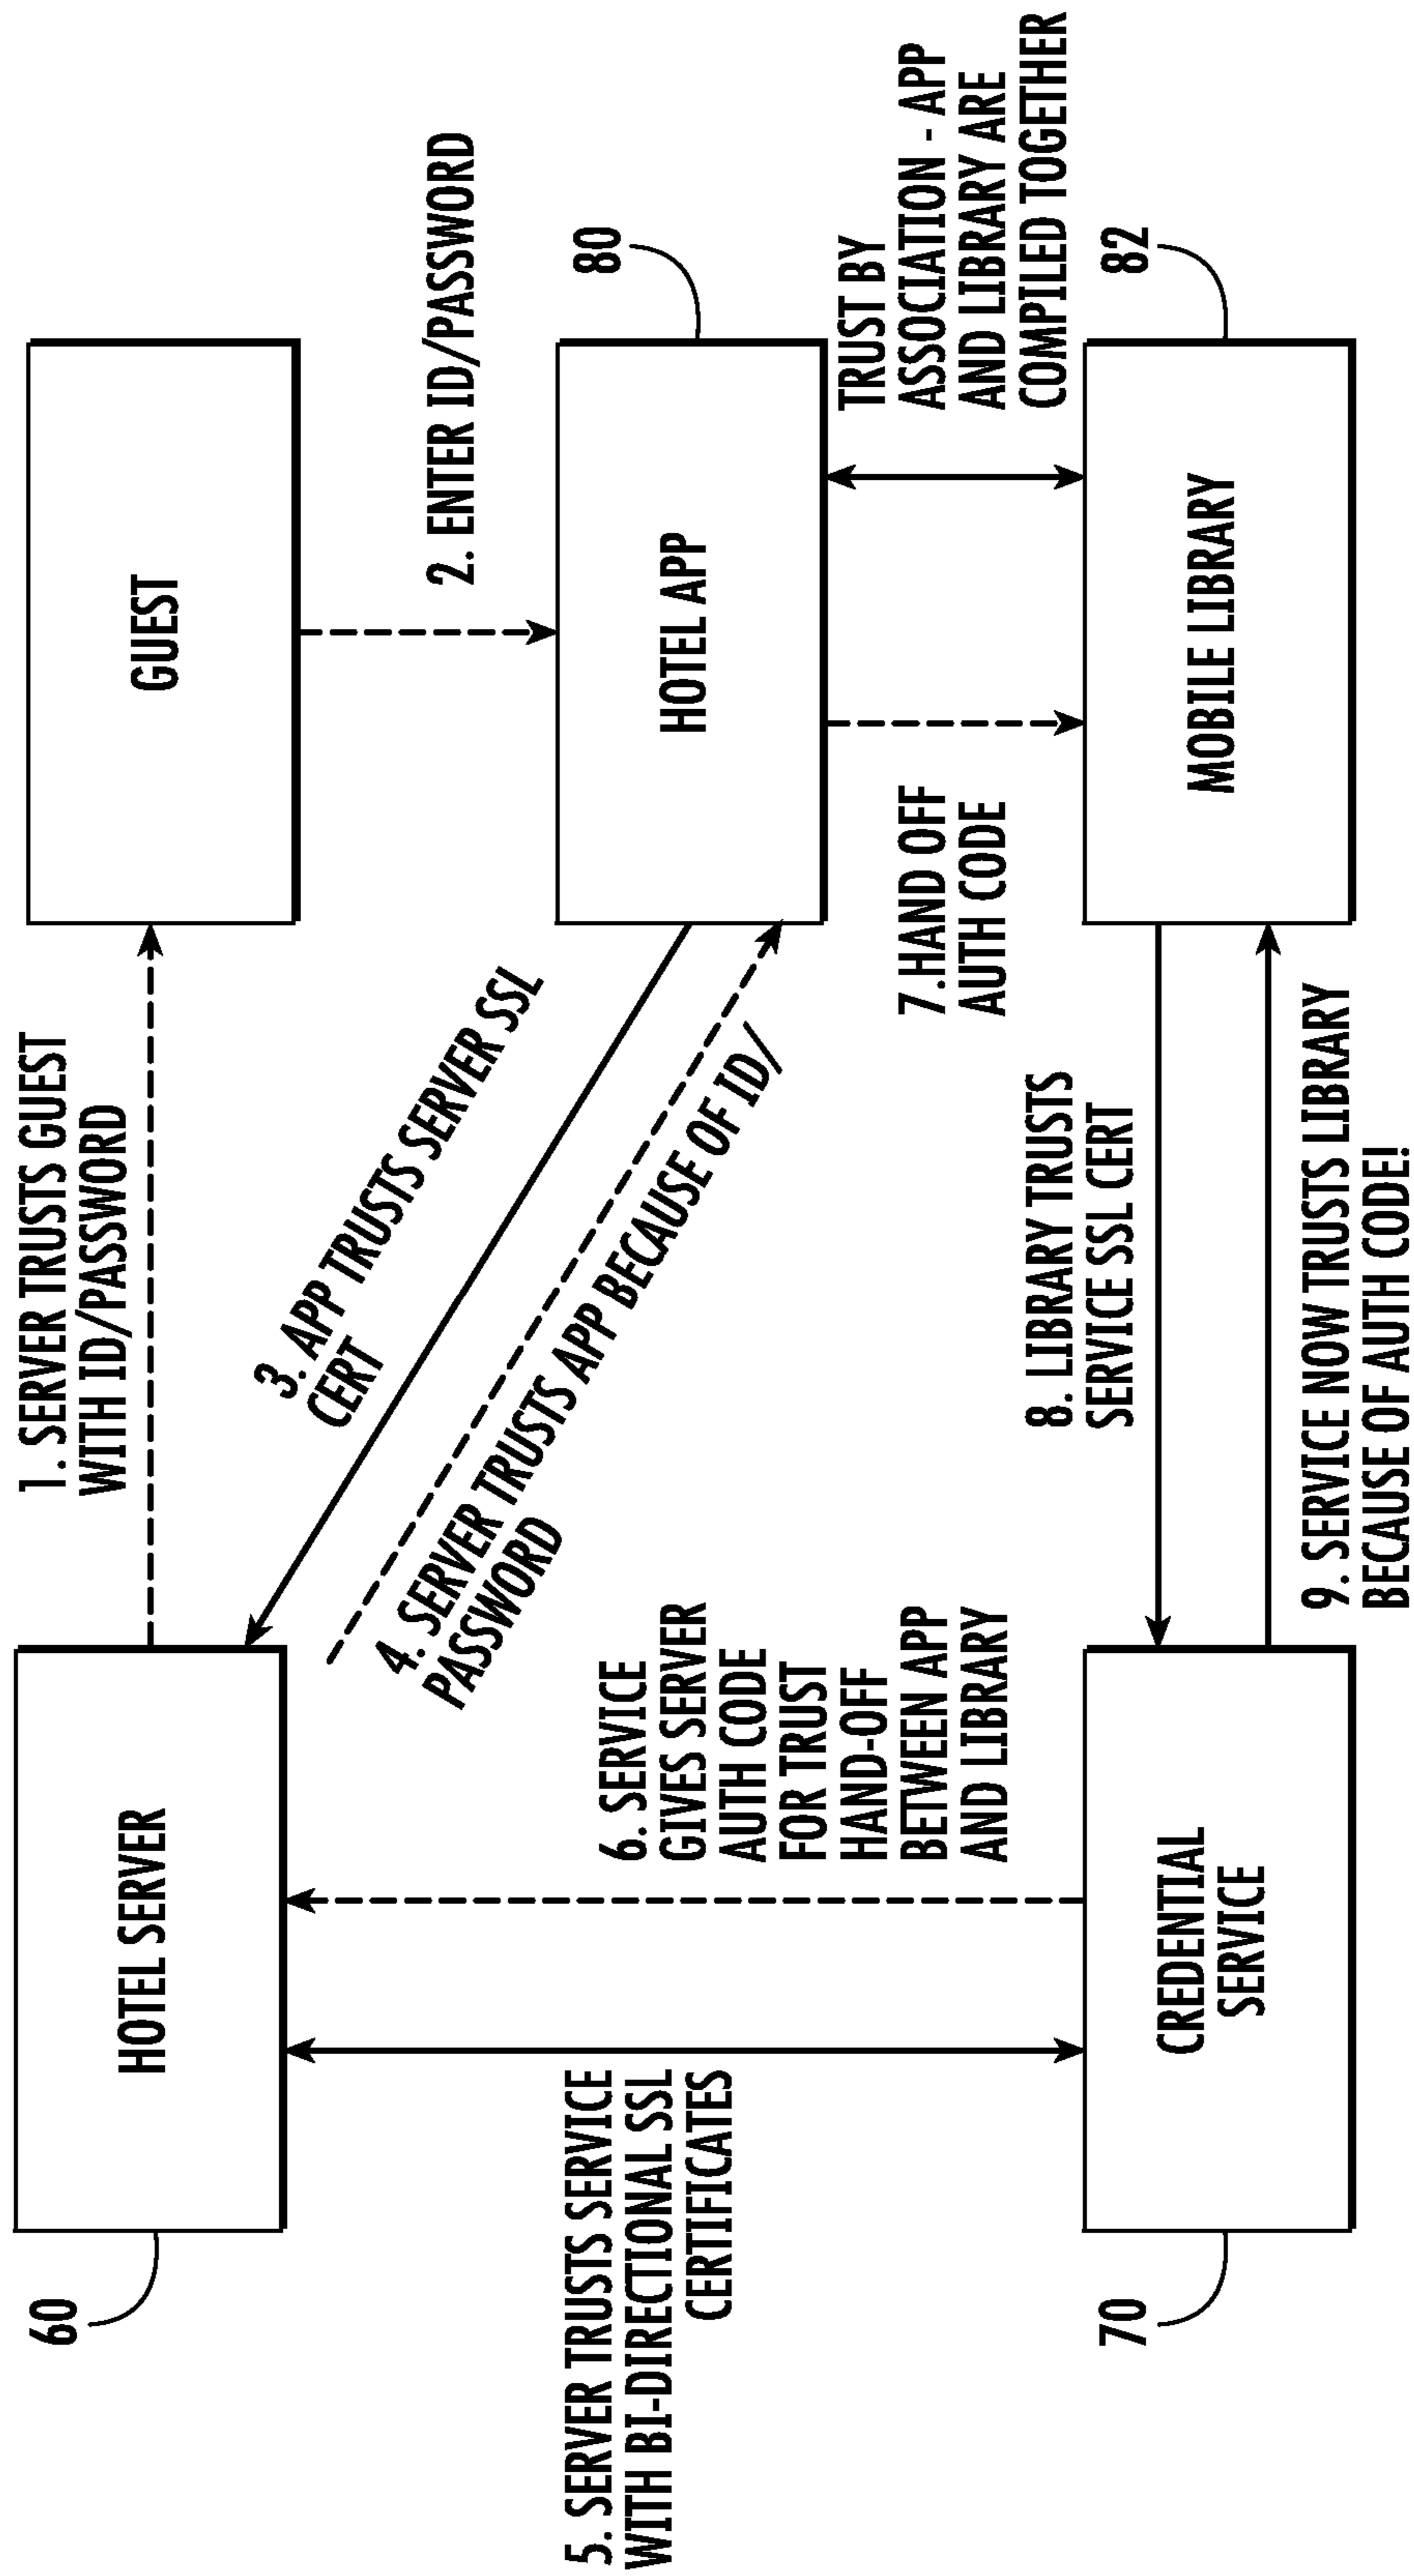 60
HOTEL SERVER
1. SERVER TRUSTS GUEST
WITH ID/PASSWORD
GUEST
2. ENTER ID/PASSWORD
3. APP TRUSTS SERVER SSL
CERT
4. SERVER TRUSTS APP BECAUSE OF ID/
PASSWORD
80
HOTEL APP
5. SERVER TRUSTS SERVICE
WITH BI-DIRECTIONAL SSL
CERTIFICATES
6. SERVICE
GIVES SERVER
AUTH CODE
FOR TRUST
HAND-OFF
BETWEEN APP
AND LIBRARY
7.HAND OFF
AUTH CODE
TRUST BY
ASSOCIATION - APP
AND LIBRARY ARE
COMPILED TOGETHER
70
CREDENTIAL
SERVICE
8. LIBRARY TRUSTS
SERVICE SSL CERT
9. SERVICE NOW TRUSTS LIBRARY
BECAUSE OF AUTH CODE!
82
MOBILE LIBRARY